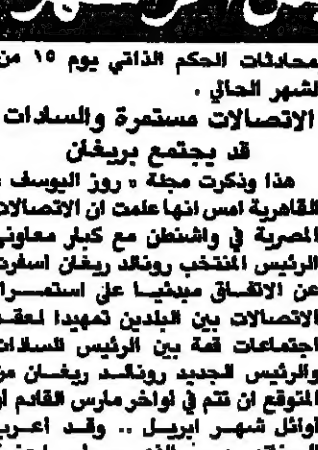 محادثات الحكم الذاتي يوم ١٥ من
لشهر الحالي .
الاتصالات مستمرة والسادات
قد يجتمع بريغان
هذا وذكرت مجلة « روز اليوسف »
القاهرية امس انها علمت ان الاتصالات
المصرية في واشنطن مع كبار معاوني
الرئيس المنتخب رونالد ريغان اسفرت
عن الاتفاق مبدئيا على استمرار
الاتصالات بين البلدين تمهيدا لعقد
اجتماعات قمة بين الرئيس السادات
والرئيس الجديد رونالد ريغان من
المتوقع ان تتم في اواخر مارس القادم او
اوائل شهر ابريل .. وقد اعرب